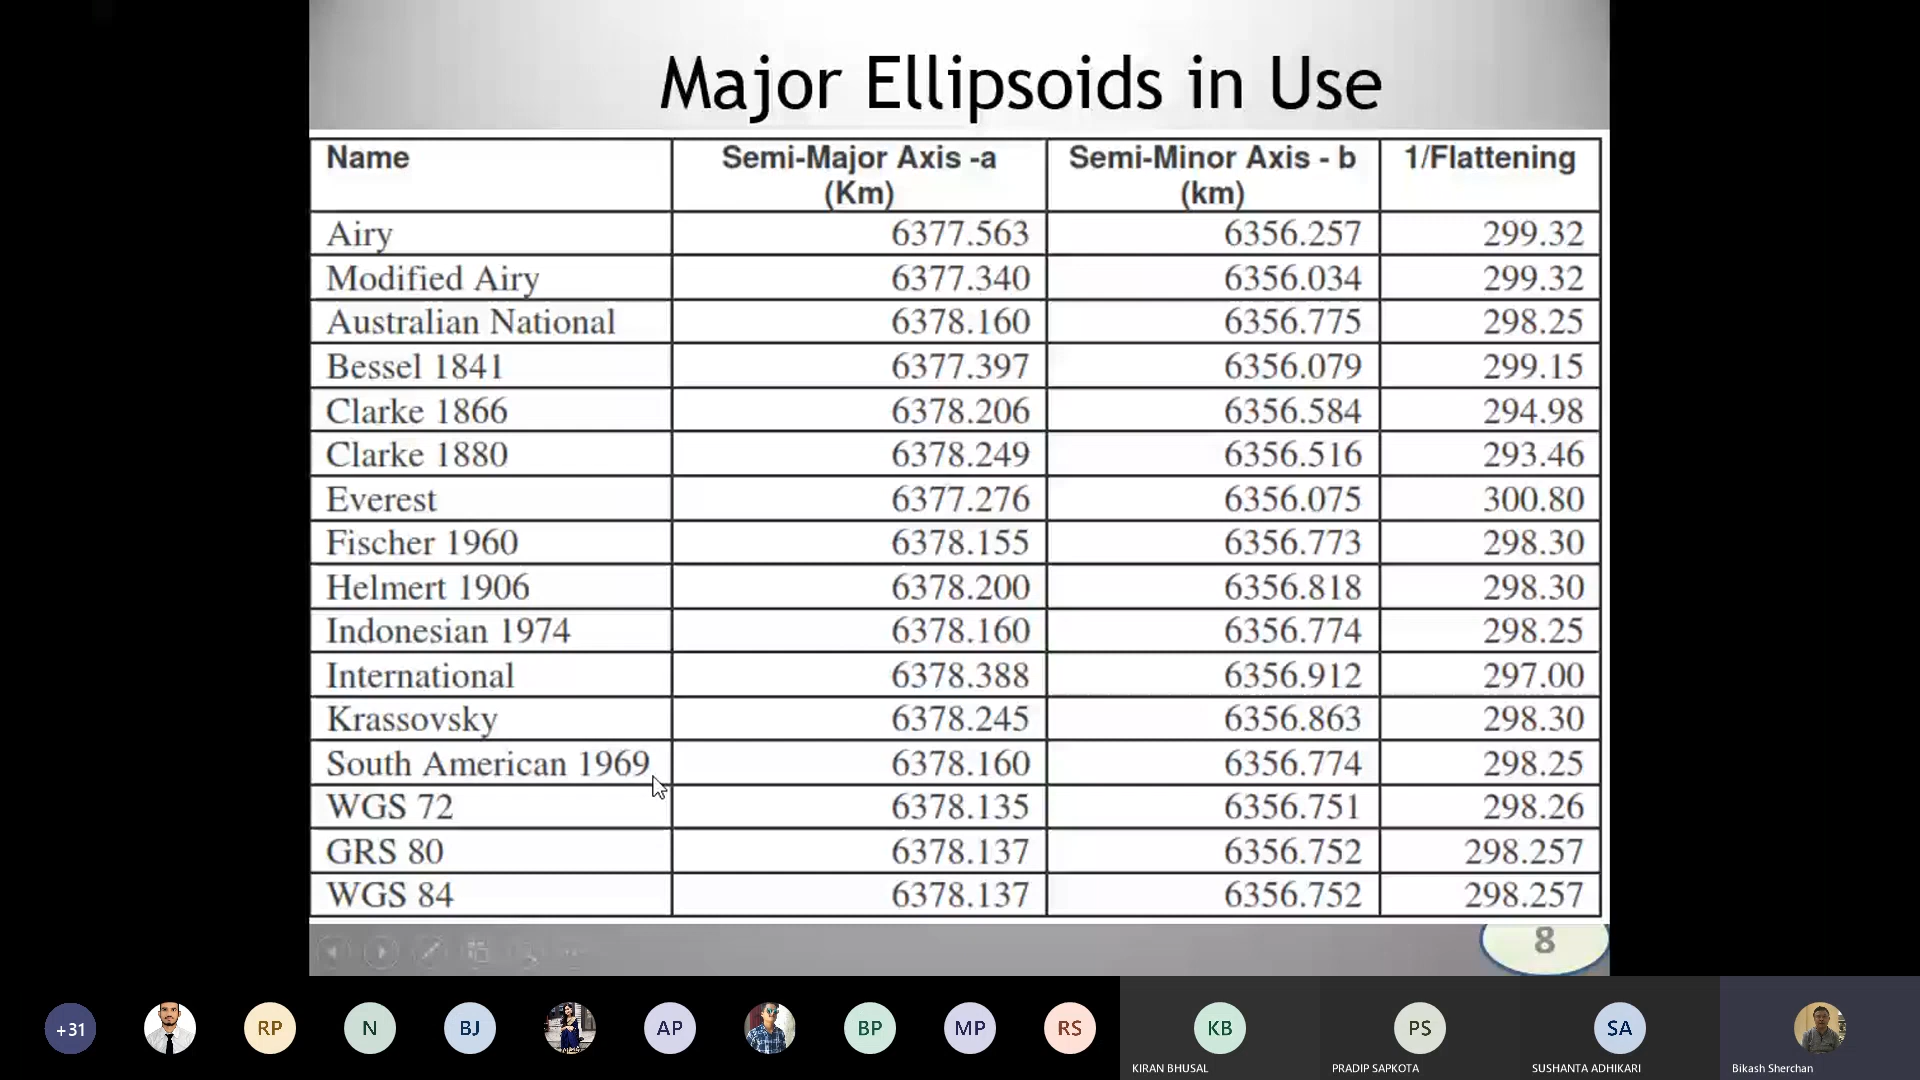 Major Ellipsoids in Use
Name Semi-Major Axis -a (Km) Semi-Minor Axis - b (km) 1/Flattening
Airy 6377.563 6356.257 299.32
Modified Airy 6377.340 6356.034 299.32
Australian National 6378.160 6356.775 298.25
Bessel 1841 6377.397 6356.079 299.15
Clarke 1866 6378.206 6356.584 294.98
Clarke 1880 6378.249 6356.516 293.46
Everest 6377.276 6356.075 300.80
Fischer 1960 6378.155 6356.773 298.30
Helmert 1906 6378.200 6356.818 298.30
Indonesian 1974 6378.160 6356.774 298.25
International 6378.388 6356.912 297.00
Krassovsky 6378.245 6356.863 298.30
South American 1969 6378.160 6356.774 298.25
WGS 72 6378.135 6356.751 298.26
GRS 80 6378.137 6356.752 298.257
WGS 84 6378.137 6356.752 298.257
8
+31 RP N BJ AP BP MP RS KB PS SA
KIRAN BHUSAL PRADIP SAPKOTA SUSHANTA ADHIKARI Bikash Sherchan